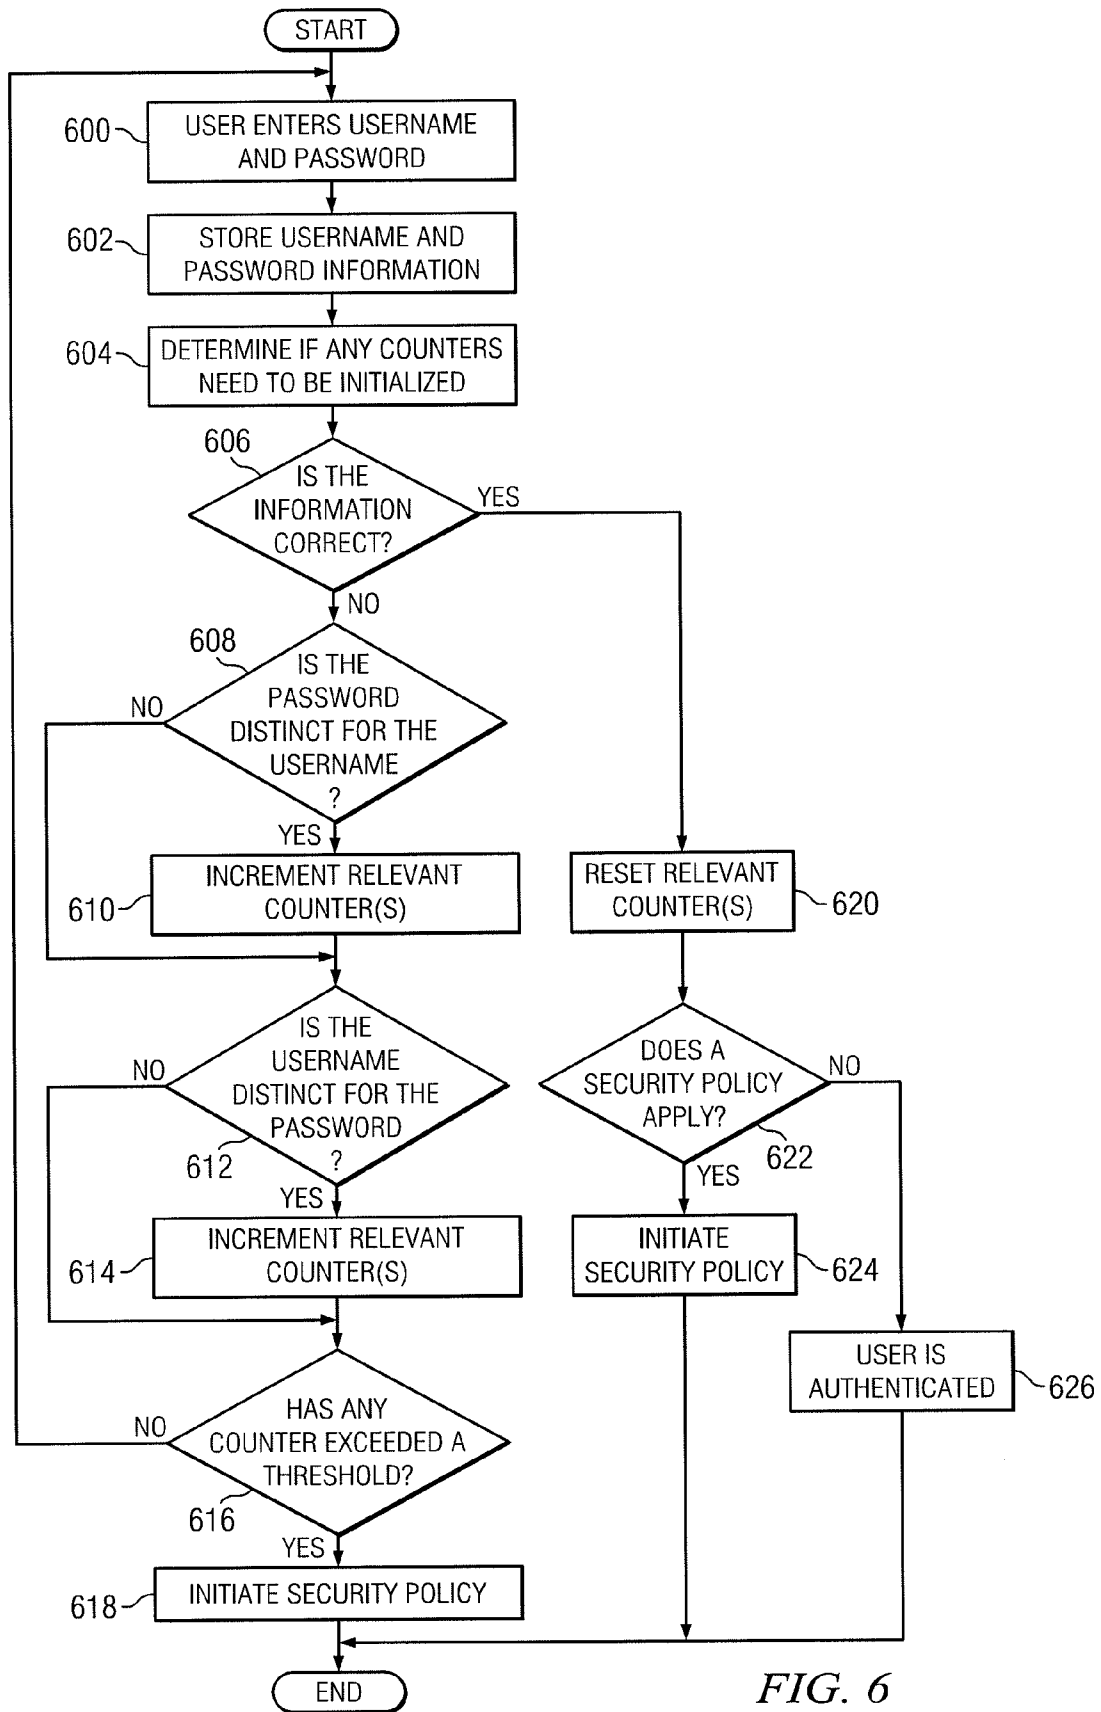 START
600
USER ENTERS USERNAME
AND PASSWORD
602
STORE USERNAME AND
PASSWORD INFORMATION
604
DETERMINE IF ANY COUNTERS
NEED TO BE INITIALIZED
606
IS THE
INFORMATION
CORRECT?
YES
NO
608
IS THE
PASSWORD
DISTINCT FOR THE
USERNAME
?
NO
YES
610
INCREMENT RELEVANT
COUNTER(S)
RESET RELEVANT
COUNTER(S)
620
IS THE
USERNAME
DISTINCT FOR THE
PASSWORD
?
NO
612
YES
DOES A
SECURITY POLICY
APPLY?
NO
622
YES
614
INCREMENT RELEVANT
COUNTER(S)
INITIATE
SECURITY POLICY
624
USER IS
AUTHENTICATED
626
HAS ANY
COUNTER EXCEEDED A
THRESHOLD?
NO
616
YES
618
INITIATE SECURITY POLICY
END
FIG. 6